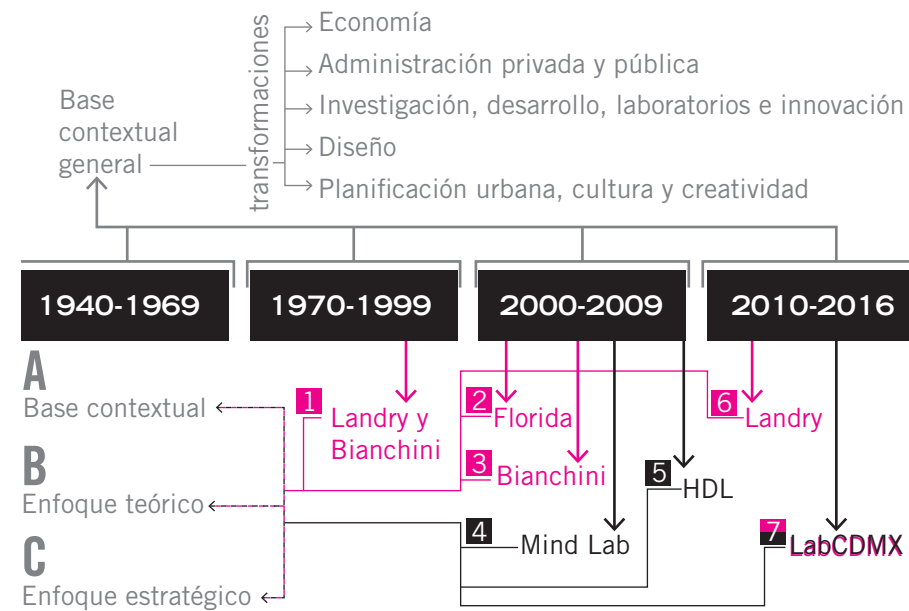 transformaciones
Economía
Administración privada y pública
Investigación, desarrollo, laboratorios e innovación
Diseño
Planificación urbana, cultura y creatividad
Base
contextual
general
1940-1969
1970-1999
2000-2009
2010-2016
A
Base contextual
B
Enfoque teórico
C
Enfoque estratégico
1
Landry y
Bianchini
2
Florida
3
Bianchini
4
Mind Lab
5
HDL
6
Landry
7
LabCDMX